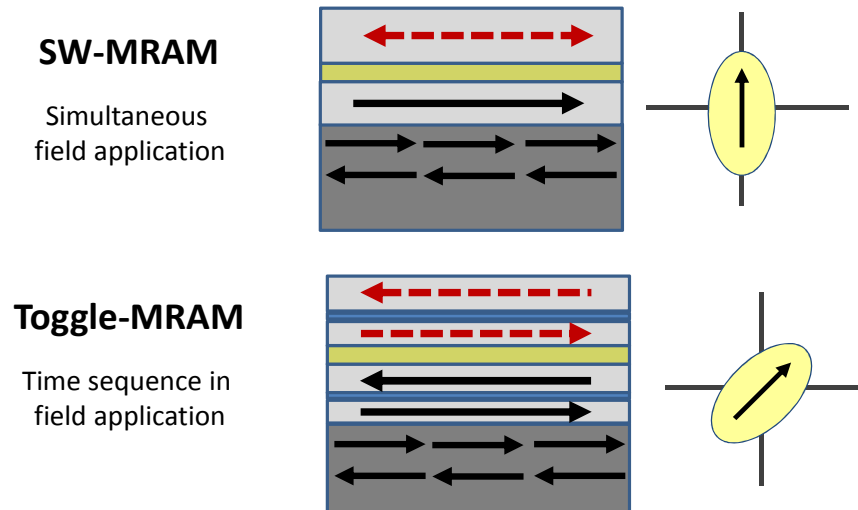 SW-MRAM
Simultaneous
field application
Toggle-MRAM
Time sequence in
field application